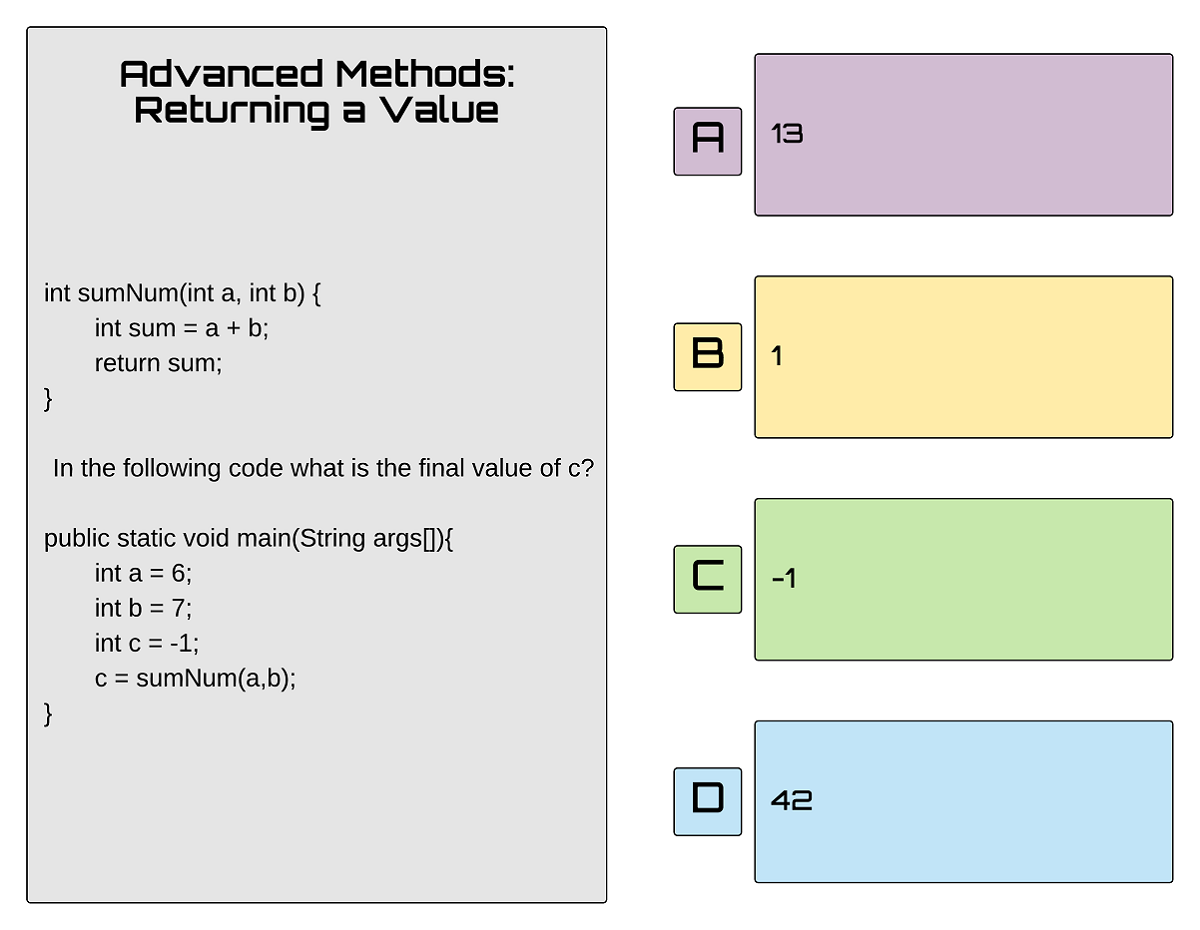 Advanced Methods:
Returning a Value
int sumNum(int a, int b) {
int sum = a + b;
return sum;
}
In the following code what is the final value of c?
public static void main(String args[]){
int a = 6;
int b = 7;
int c = -1;
c = sumNum(a,b);
}
A
13
B
1
C
-1
D
42